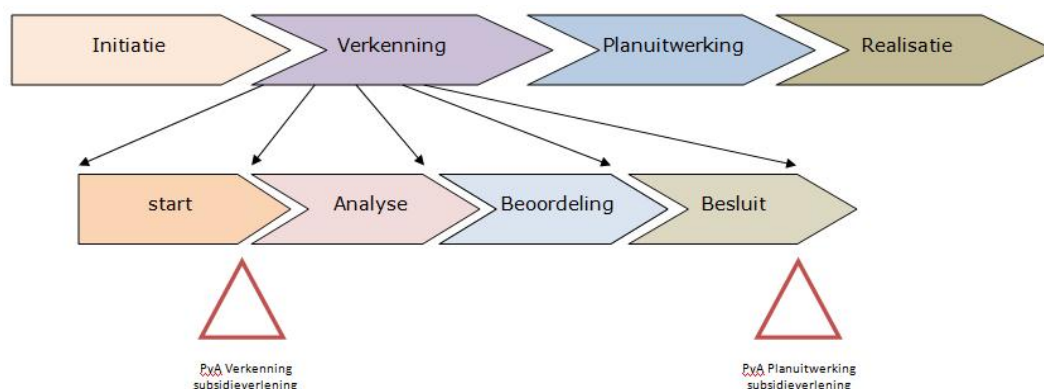 Initiatie
Verkenning
Planuitwerking
Realisatie
start
Analyse
Beoordeling
Besluit
PvA Verkenning
subsidieverlening
PvA Planuitwerking
subsidieverlening